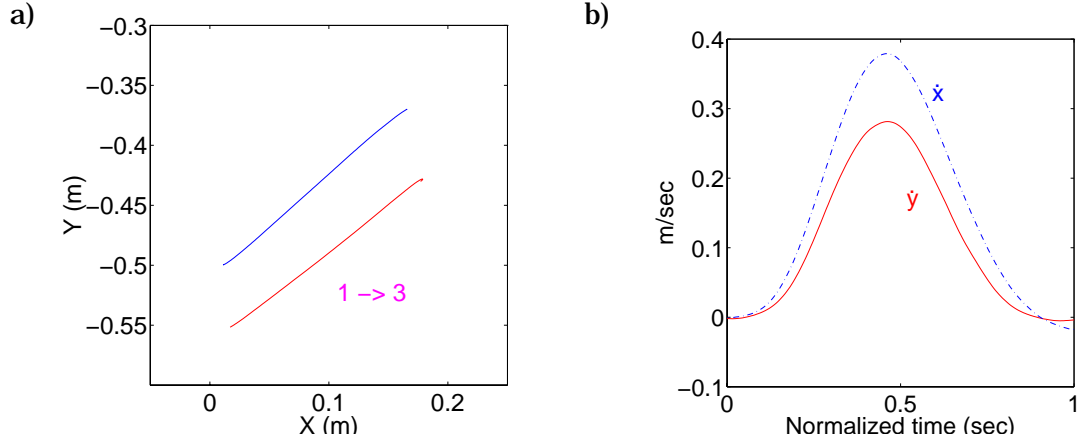 a)
−0.3
−0.35
−0.4
−0.45
−0.5
−0.55
Y (m)
1 −> 3
0
0.1
0.2
X (m)
b)
0.4
0.3
0.2
0.1
0
−0.1
m/sec
ẋ
ẏ
0
0.5
1
Normalized time (sec)